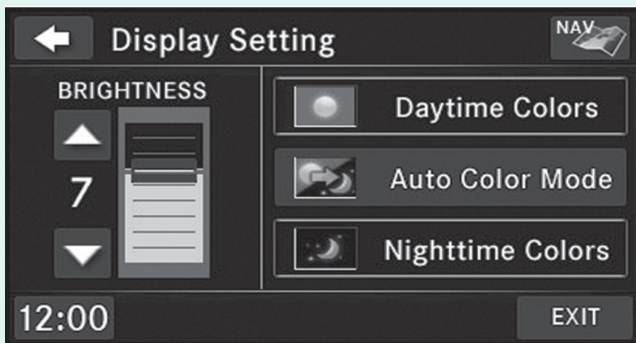 Display Setting
NAV
BRIGHTNESS
7
Daytime Colors
Auto Color Mode
Nighttime Colors
12:00
EXIT